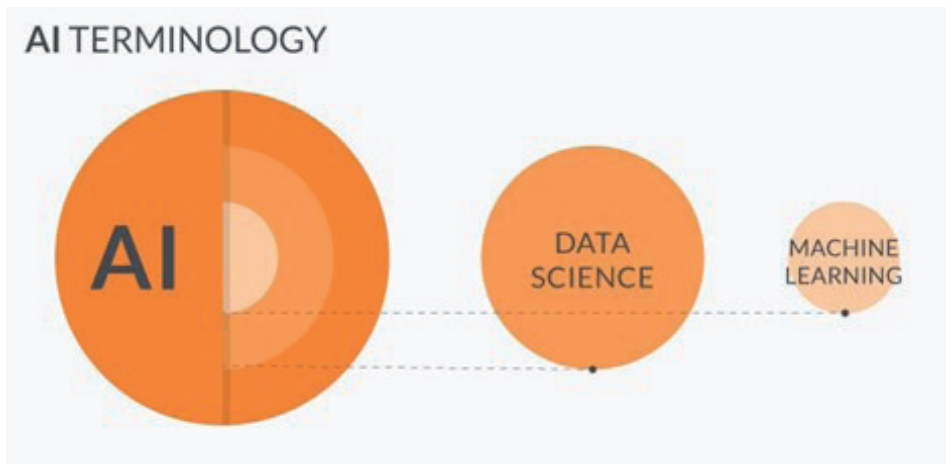 AI TERMINOLOGY
AI
DATA
SCIENCE
MACHINE
LEARNING